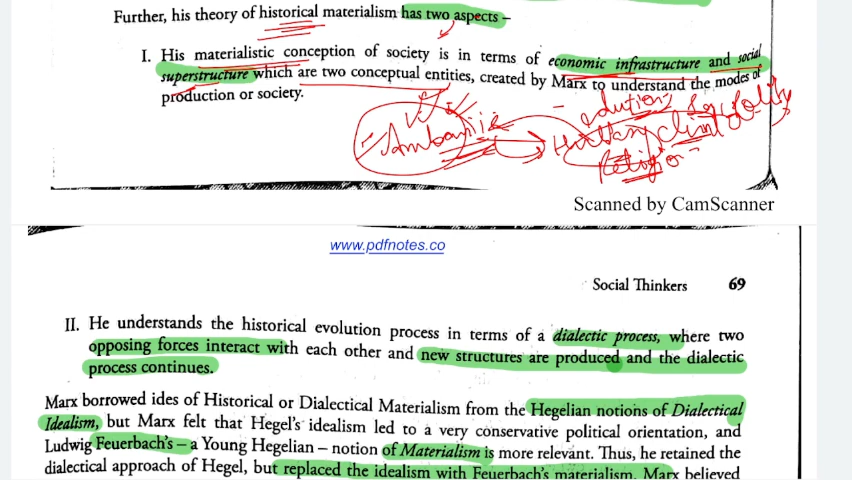 Further, his theory of historical materialism has two aspects –
I. His materialistic conception of society is in terms of economic infrastructure and social
superstructure which are two conceptual entities, created by Marx to understand the modes of
production or society.
Ambani
Religio
Scanned by CamScanner
www.pdfnotes.co
Social Thinkers 69
II. He understands the historical evolution process in terms of a dialectic process, where two
opposing forces interact with each other and new structures are produced and the dialectic
process continues.
Marx borrowed ides of Historical or Dialectical Materialism from the Hegelian notions of Dialectical
Idealism, but Marx felt that Hegel's idealism led to a very conservative political orientation, and
Ludwig Feuerbach's – a Young Hegelian – notion of Materialism is more relevant. Thus, he retained the
dialectical approach of Hegel, but replaced the idealism with Feuerbach's materialism. Marx believed